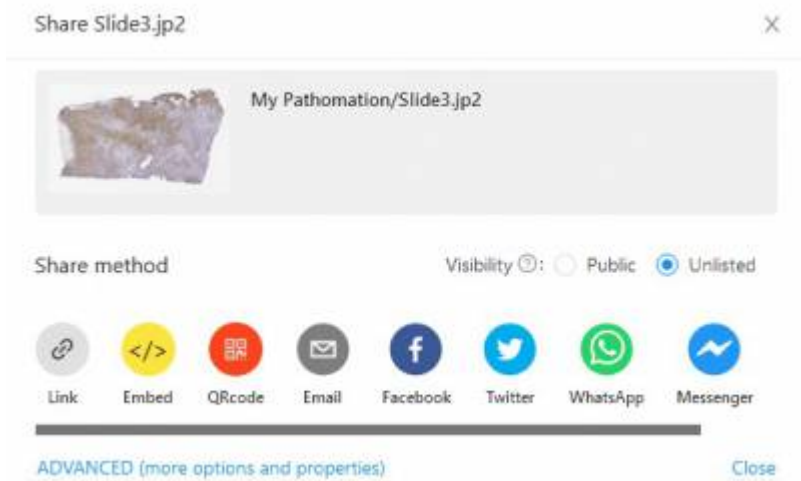 Share Slide3.jp2
My Pathomation/Slide3.jp2
Share method Visibility ?: Public Unlisted
</> 
Link Embed QRcode Email Facebook Twitter WhatsApp Messenger
ADVANCED (more options and properties) Close